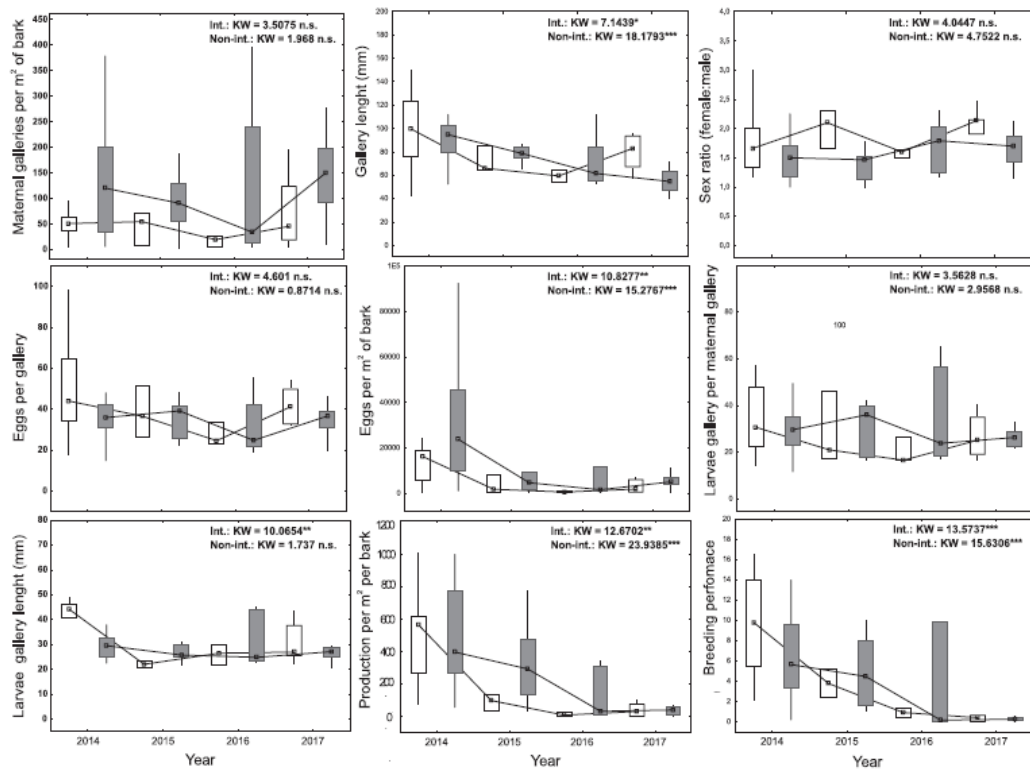 Int.: KW = 3.5075 n.s.
Non-int.: KW = 1.968 n.s.
Maternal galleries per m² of bark
450
400
350
300
250
200
150
100
50
0
Int.: KW = 7.1439*
Non-int.: KW = 18.1793***
Gallery lenght (mm)
200
180
160
140
120
100
80
60
40
20
0
Int.: KW = 4.0447 n.s.
Non-int.: KW = 4.7522 n.s.
Sex ratio (female:male)
4,0
3,5
3,0
2,5
2,0
1,5
1,0
0,5
0,0
Int.: KW = 4.601 n.s.
Non-int.: KW = 0.8714 n.s.
Eggs per gallery
100
80
60
40
20
0
Int.: KW = 10.8277**
Non-int.: KW = 15.2767***
Eggs per m² of bark
1E5
80000
60000
40000
20000
0
Int.: KW = 3.5628 n.s.
Non-int.: KW = 2.9568 n.s.
100
Larvae gallery per maternal gallery
80
60
40
20
0
Int.: KW = 10.0654**
Non-int.: KW = 1.737 n.s.
Larvae gallery lenght (mm)
80
70
60
50
40
30
20
10
0
2014 2015 2016 2017
Year
Int.: KW = 12.6702**
Non-int.: KW = 23.9385***
Production per m² per bark
1200
1000
800
600
400
200
0
2014 2015 2016 2017
Year
Int.: KW = 13.5737***
Non-int.: KW = 15.6306***
Breeding perfomace
20
18
16
14
12
10
8
6
4
2
0
2014 2015 2016 2017
Year